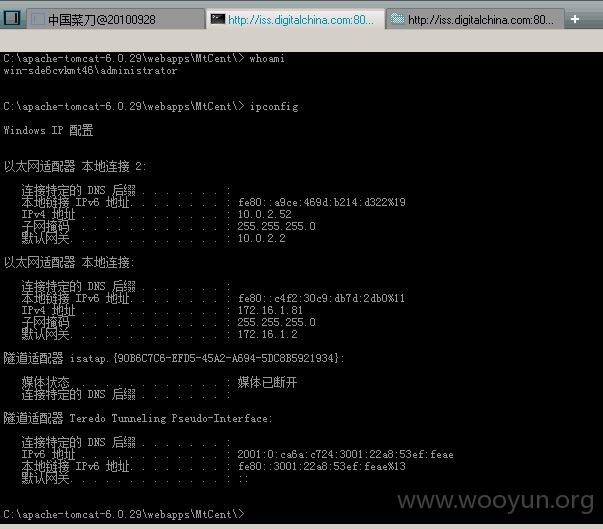 中国菜刀@20100928
http://iss.digitalchina.com:80...
http://iss.digitalchina.com:80...
C:\apache-tomcat-6.0.29\webapps\MtCent\> whoami
win-sde6cvkmt46\administrator
C:\apache-tomcat-6.0.29\webapps\MtCent\> ipconfig
Windows IP 配置
以太网适配器 本地连接 2:
连接特定的 DNS 后缀 . . . . . . . :
本地链接 IPv6 地址. . . . . . . . : fe80::a9ce:469d:b214:d322%19
IPv4 地址 . . . . . . . . . . . . : 10.0.2.52
子网掩码 . . . . . . . . . . . . : 255.255.255.0
默认网关. . . . . . . . . . . . . : 10.0.2.2
以太网适配器 本地连接:
连接特定的 DNS 后缀 . . . . . . . :
本地链接 IPv6 地址. . . . . . . . : fe80::c4f2:30c9:db7d:2db0%11
IPv4 地址 . . . . . . . . . . . . : 172.16.1.81
子网掩码 . . . . . . . . . . . . : 255.255.255.0
默认网关. . . . . . . . . . . . . : 172.16.1.2
隧道适配器 isatap.{90B6C7C6-EFD5-45A2-A694-5DC8B5921934}:
媒体状态 . . . . . . . . . . . . : 媒体已断开
连接特定的 DNS 后缀 . . . . . . . :
隧道适配器 Teredo Tunneling Pseudo-Interface:
连接特定的 DNS 后缀 . . . . . . . :
IPv6 地址 . . . . . . . . . . . . : 2001:0:ca6a:c724:3001:22a8:53ef:feae
本地链接 IPv6 地址. . . . . . . . : fe80::3001:22a8:53ef:feae%13
默认网关. . . . . . . . . . . . . : ::
C:\apache-tomcat-6.0.29\webapps\MtCent\>
www.wooyun.org